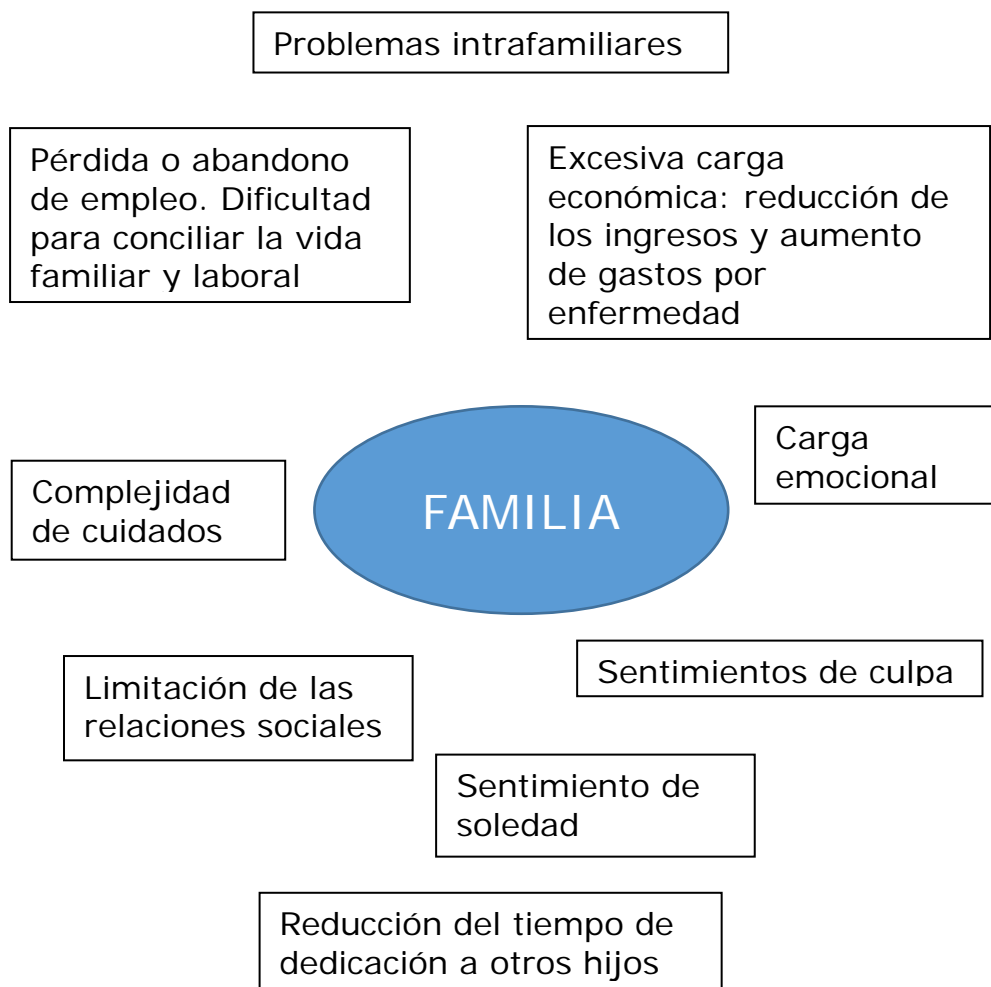 Problemas intrafamiliares
Pérdida o abandono
de empleo. Dificultad
para conciliar la vida
familiar y laboral
Excesiva carga
económica: reducción de
los ingresos y aumento
de gastos por
enfermedad
Carga
emocional
Complejidad
de cuidados
FAMILIA
Sentimientos de culpa
Limitación de las
relaciones sociales
Sentimiento de
soledad
Reducción del tiempo de
dedicación a otros hijos